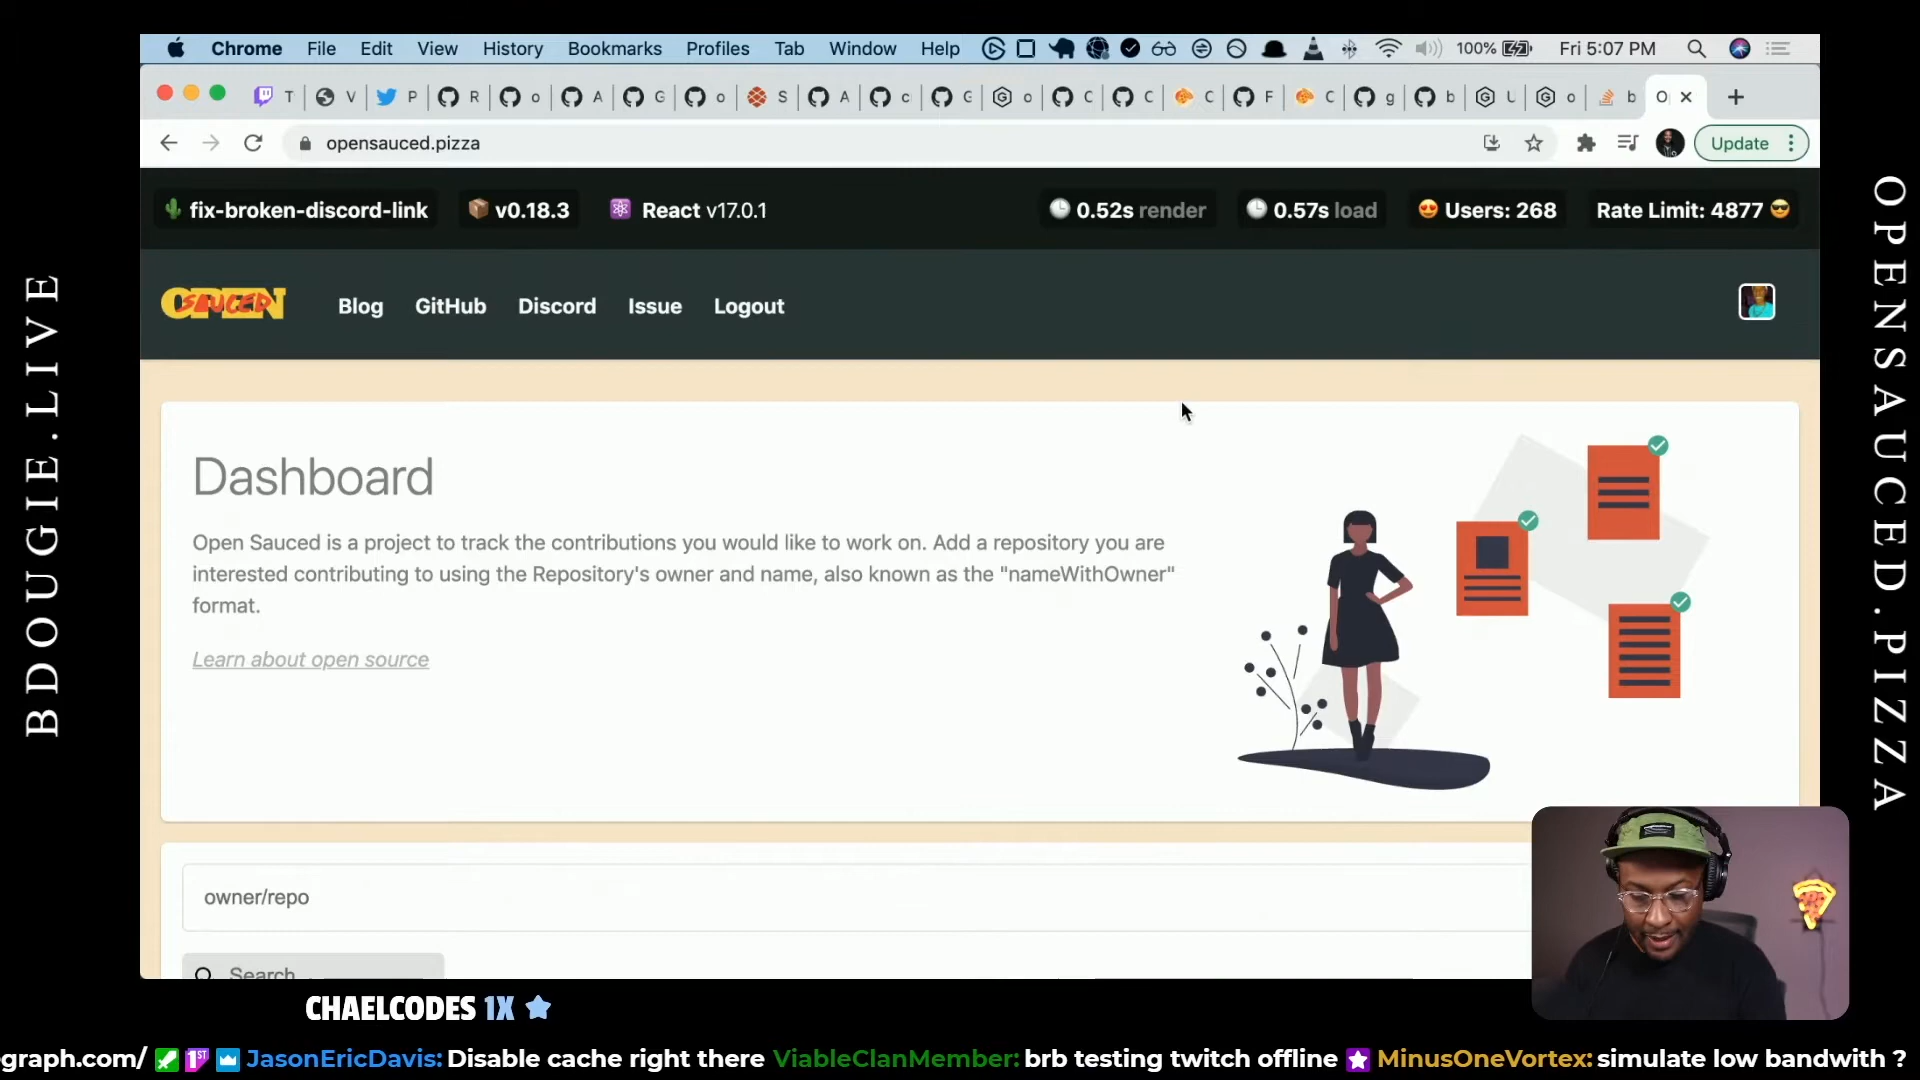 Chrome File Edit View History Bookmarks Profiles Tab Window Help 100% Fri 5:07 PM
T V P R o A G o S A c G o C C C F C g b U o b O
opensauced.pizza Update
fix-broken-discord-link v0.18.3 React v17.0.1 0.52s render 0.57s load Users: 268 Rate Limit: 4877
OPEN SAUCED Blog GitHub Discord Issue Logout
Dashboard
Open Sauced is a project to track the contributions you would like to work on. Add a repository you are
interested contributing to using the Repository's owner and name, also known as the "nameWithOwner"
format.
Learn about open source
owner/repo
Search
BDOUGIE.LIVE
OPENSAUCED.PIZZA
CHAELCODES 1X
graph.com/ 1ST JasonEricDavis: Disable cache right there ViableClanMember: brb testing twitch offline MinusOneVortex: simulate low bandwith ?